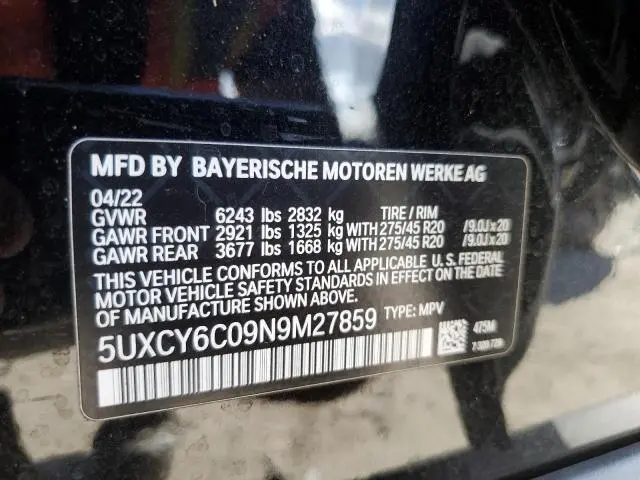 MFD BY BAYERISCHE MOTOREN WERKE AG
04/22
GVWR 6243 lbs 2832 kg TIRE / RIM
GAWR FRONT 2921 lbs 1325 kg WITH 275/45 R20 /9.0J x 20
GAWR REAR 3677 lbs 1668 kg WITH 275/45 R20 /9.0J x 20
THIS VEHICLE CONFORMS TO ALL APPLICABLE U. S. FEDERAL
MOTOR VEHICLE SAFETY STANDARDS IN EFFECT ON THE
DATE OF MANUFACTURE SHOWN ABOVE.
5UXCY6C09N9M27859 TYPE: MPV
475M
7 320 729